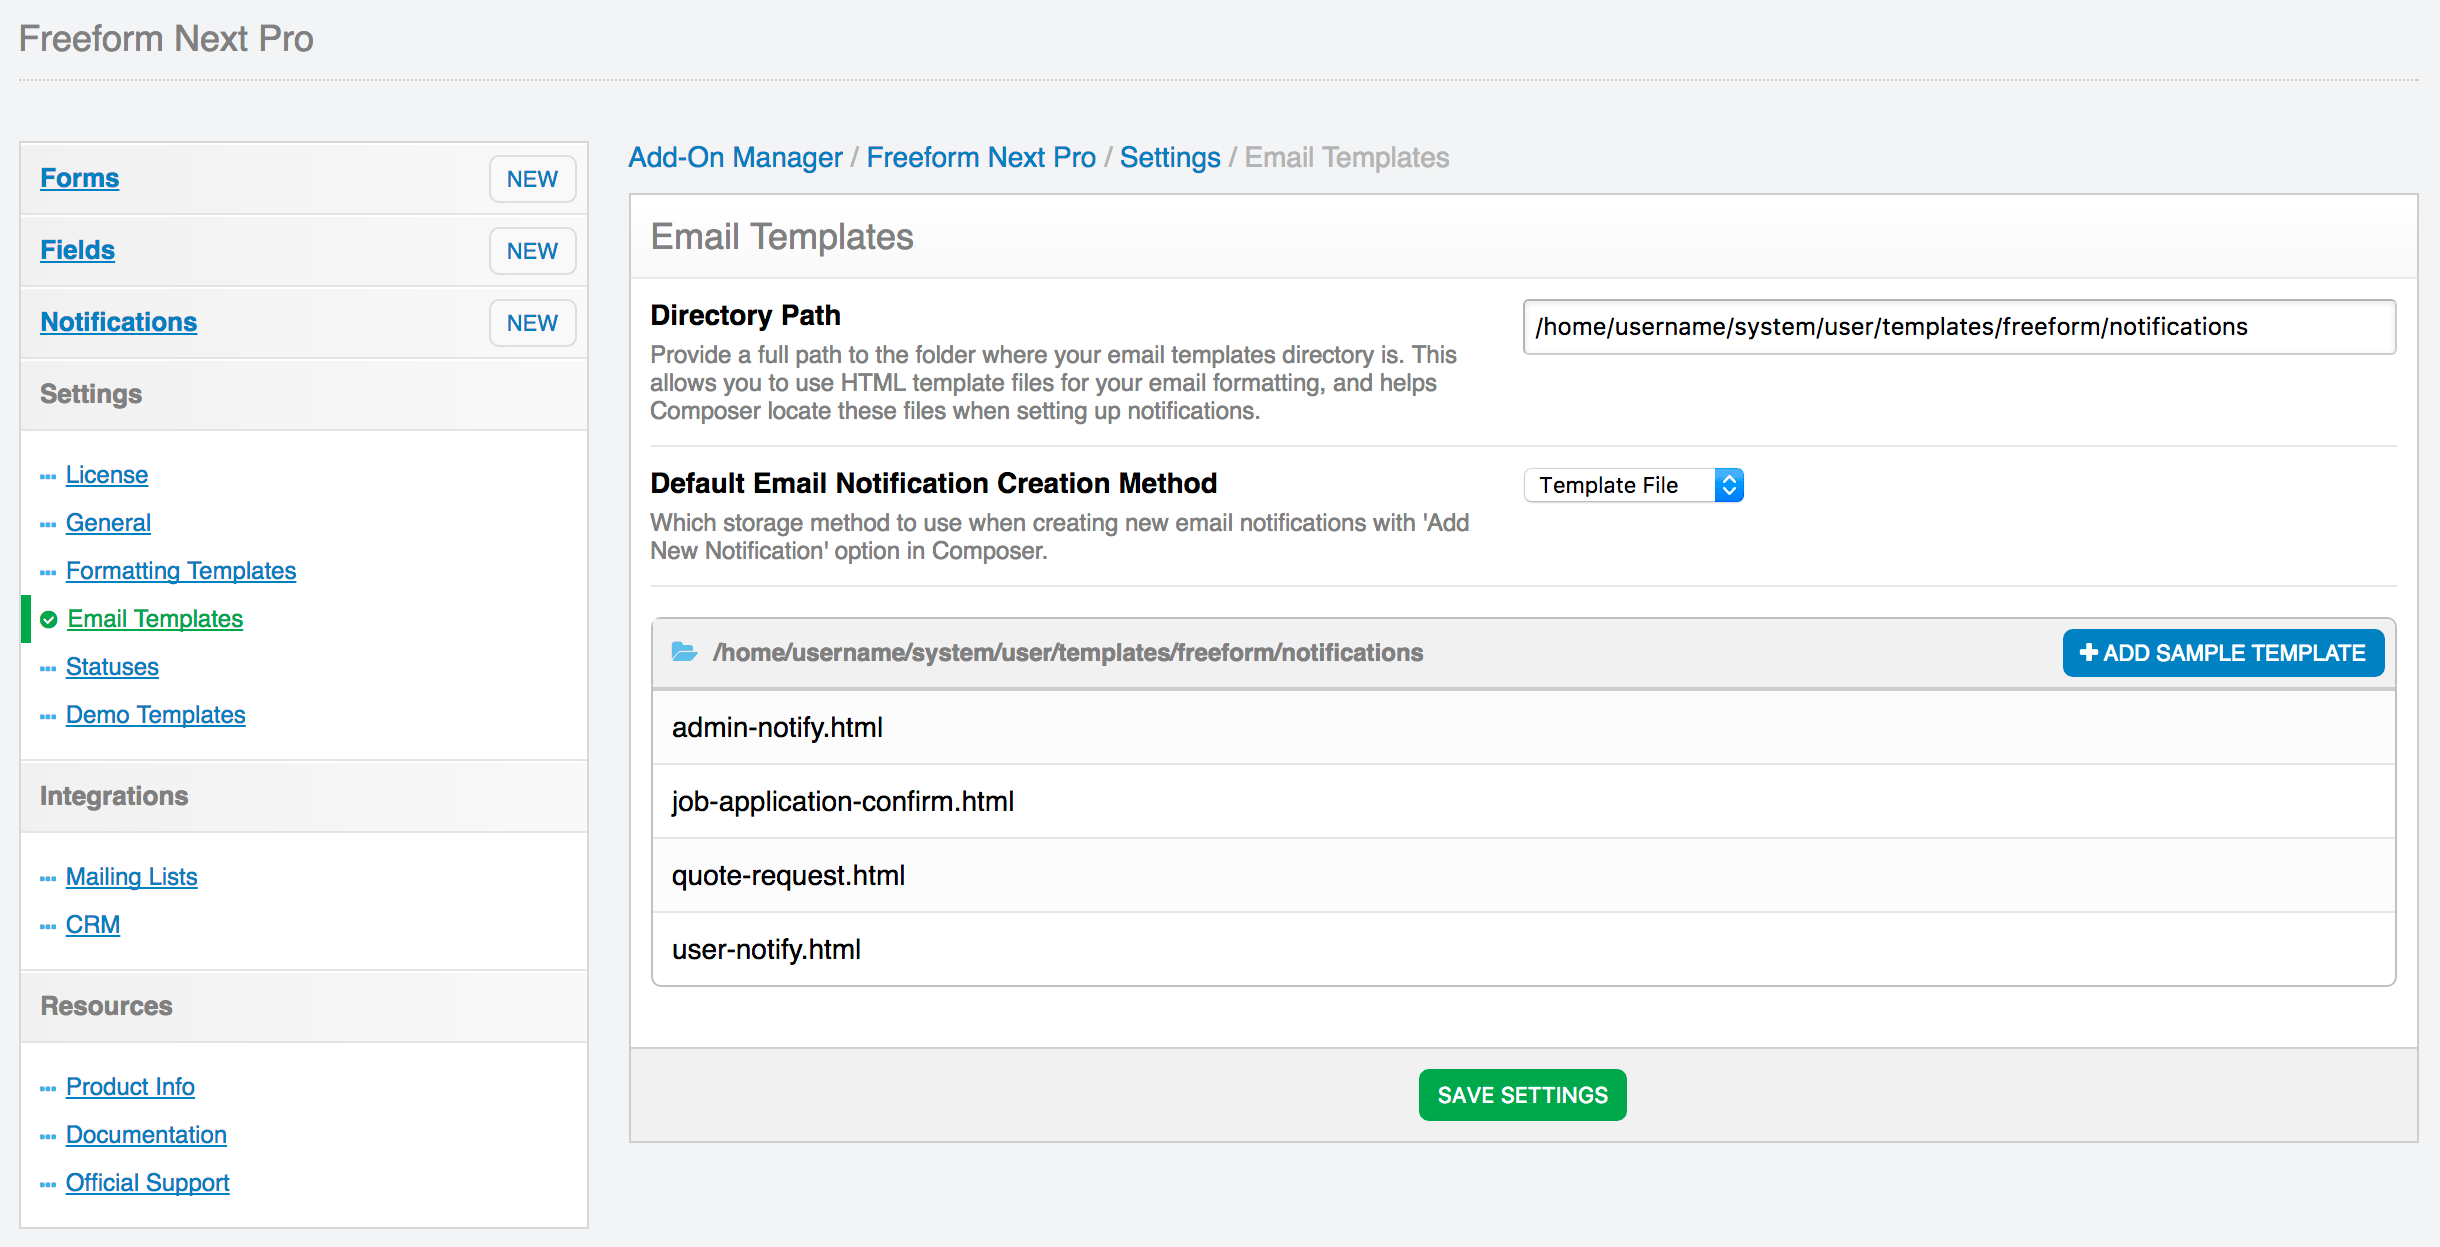 Freeform Next Pro
Forms NEW
Fields NEW
Notifications NEW
Settings
License
General
Formatting Templates
Email Templates
Statuses
Demo Templates
Integrations
Mailing Lists
CRM
Resources
Product Info
Documentation
Official Support
Add-On Manager / Freeform Next Pro / Settings / Email Templates
Email Templates
Directory Path
Provide a full path to the folder where your email templates directory is. This
allows you to use HTML template files for your email formatting, and helps
Composer locate these files when setting up notifications.
/home/username/system/user/templates/freeform/notifications
Default Email Notification Creation Method
Which storage method to use when creating new email notifications with 'Add
New Notification' option in Composer.
Template File
/home/username/system/user/templates/freeform/notifications
ADD SAMPLE TEMPLATE
admin-notify.html
job-application-confirm.html
quote-request.html
user-notify.html
SAVE SETTINGS